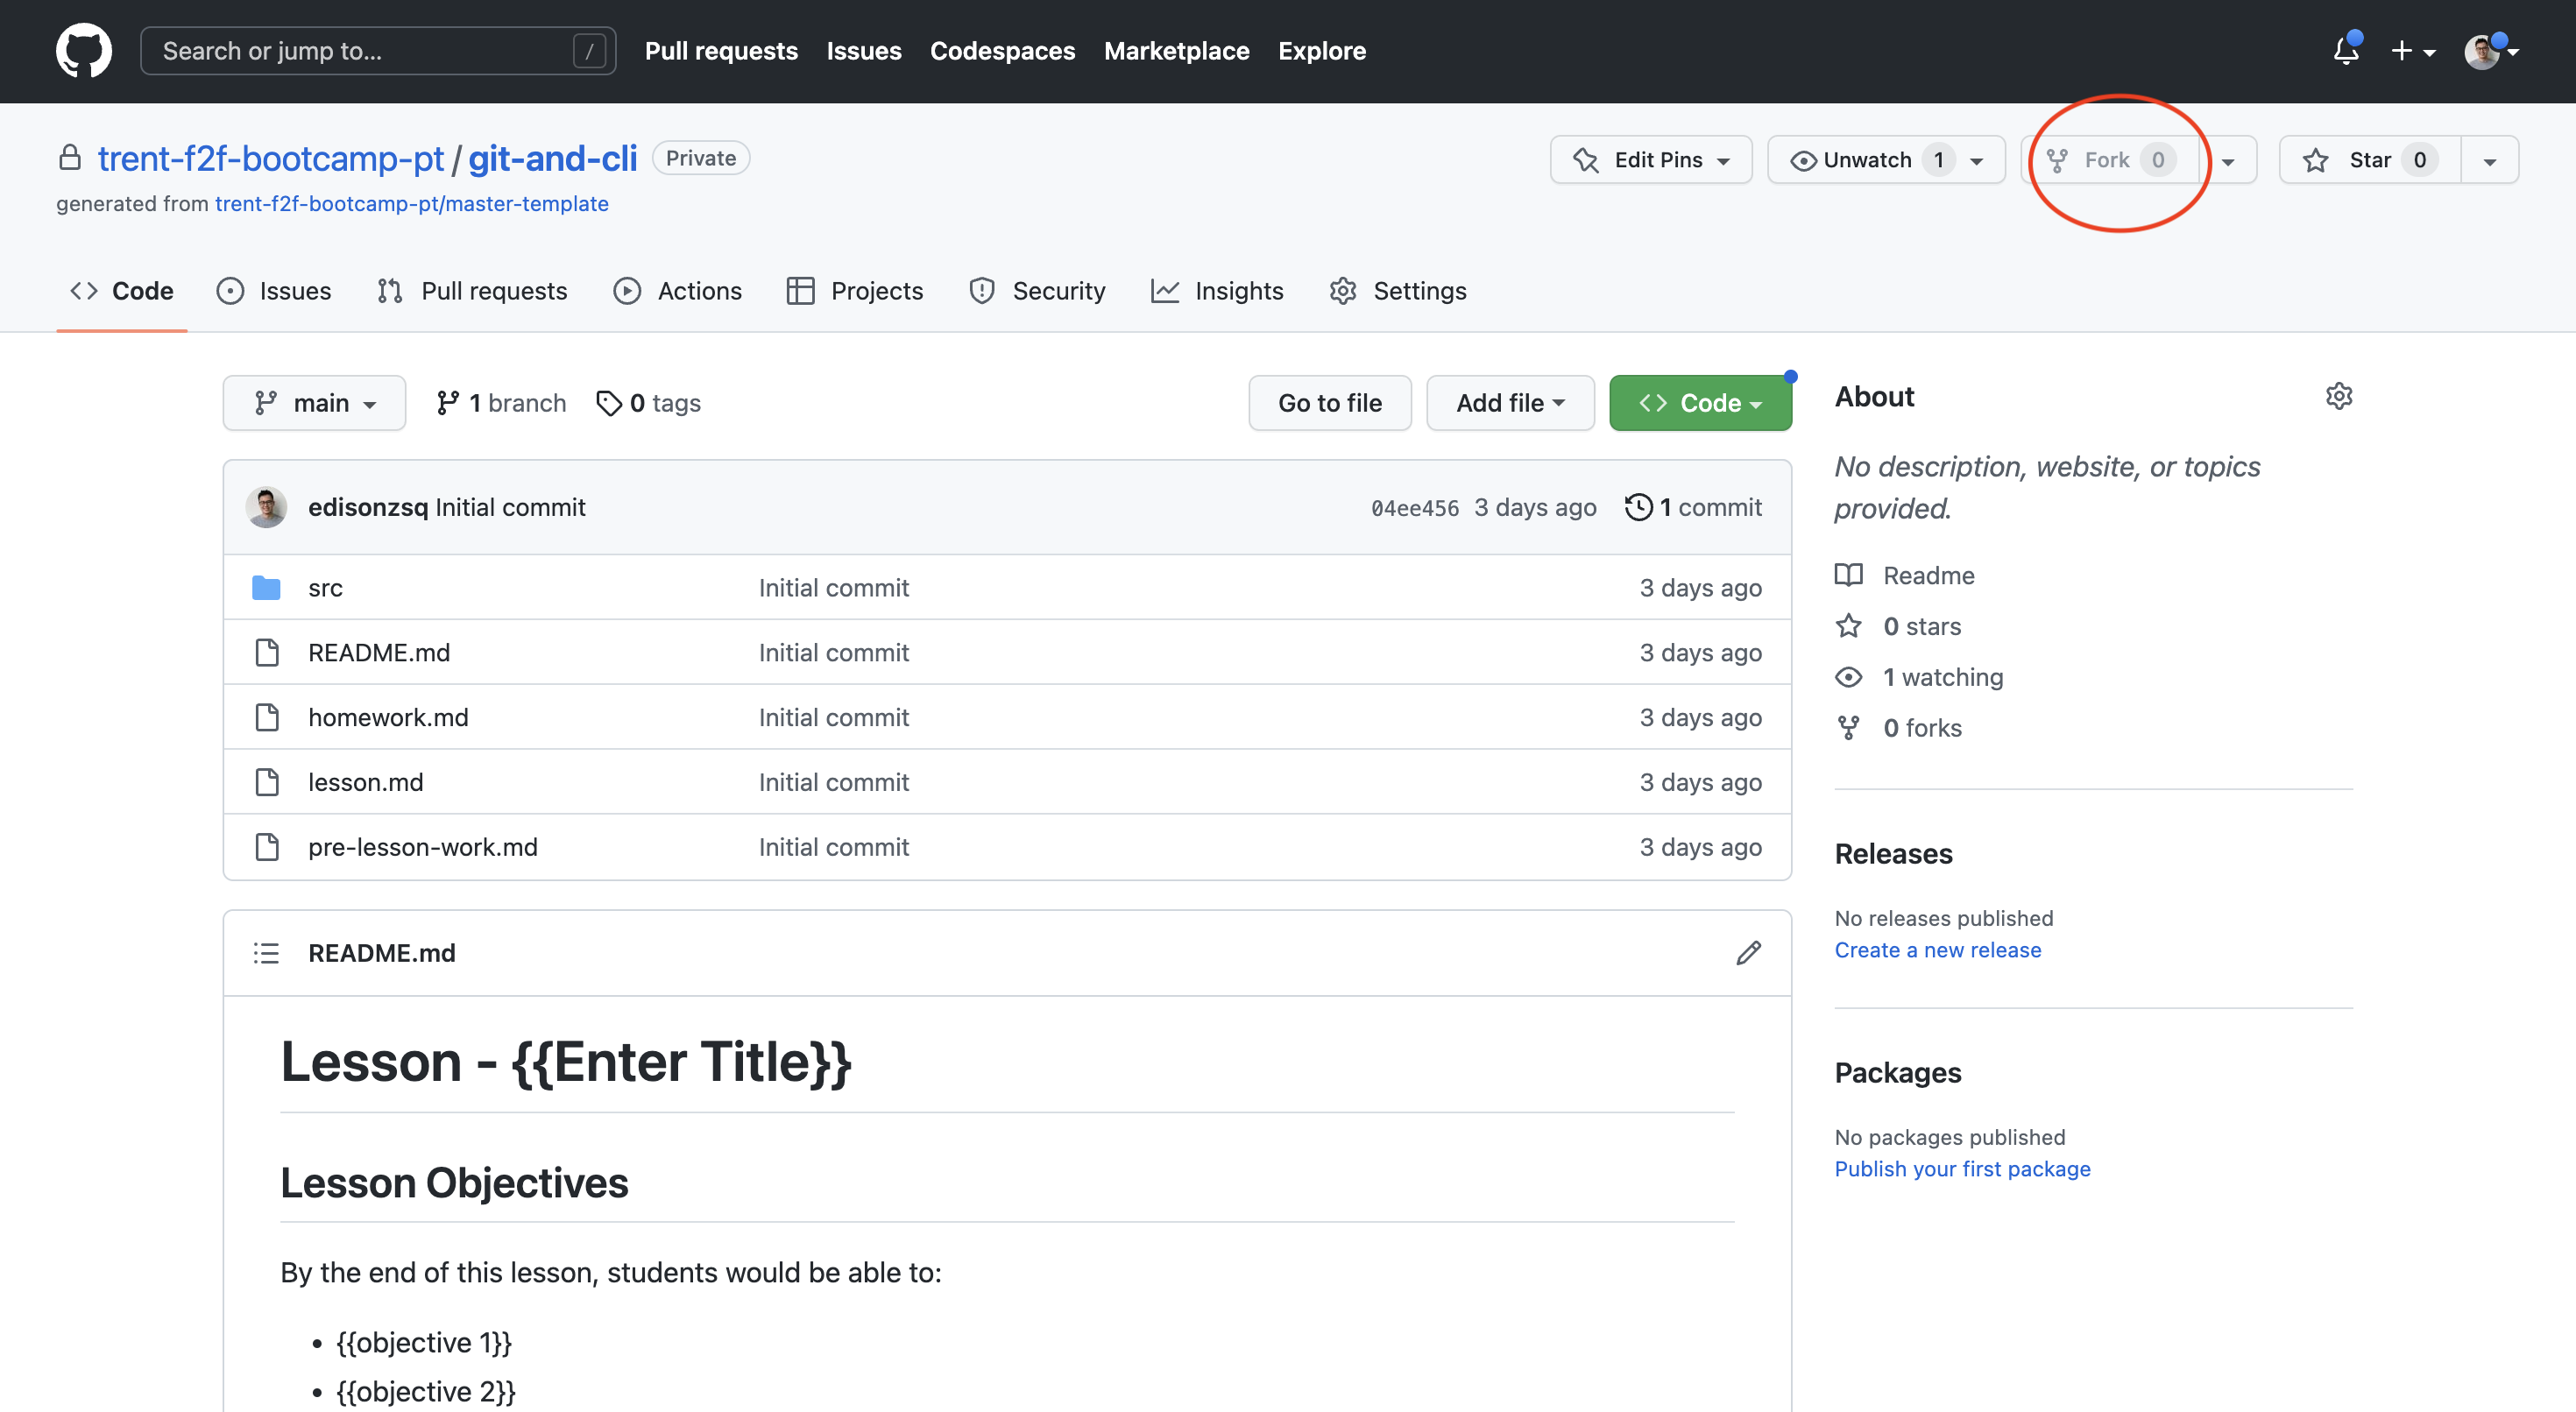 Search or jump to... /
Pull requests Issues Codespaces Marketplace Explore
trent-f2f-bootcamp-pt / git-and-cli Private
Edit Pins Unwatch 1 Fork 0 Star 0
generated from trent-f2f-bootcamp-pt/master-template
Code Issues Pull requests Actions Projects Security Insights Settings
main 1 branch 0 tags Go to file Add file Code
edisonzsq Initial commit 04ee456 3 days ago 1 commit
src Initial commit 3 days ago
README.md Initial commit 3 days ago
homework.md Initial commit 3 days ago
lesson.md Initial commit 3 days ago
pre-lesson-work.md Initial commit 3 days ago
README.md
Lesson - {{Enter Title}}
Lesson Objectives
By the end of this lesson, students would be able to:
• {{objective 1}}
• {{objective 2}}
About
No description, website, or topics
provided.
Readme
0 stars
1 watching
0 forks
Releases
No releases published
Create a new release
Packages
No packages published
Publish your first package